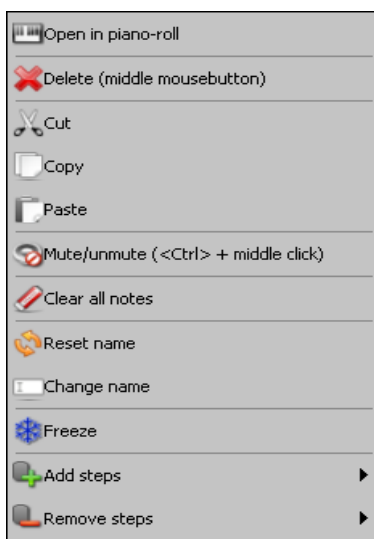 Open in piano-roll
Delete (middle mousebutton)
Cut
Copy
Paste
Mute/unmute (<Ctrl> + middle click)
Clear all notes
Reset name
Change name
Freeze
Add steps
Remove steps